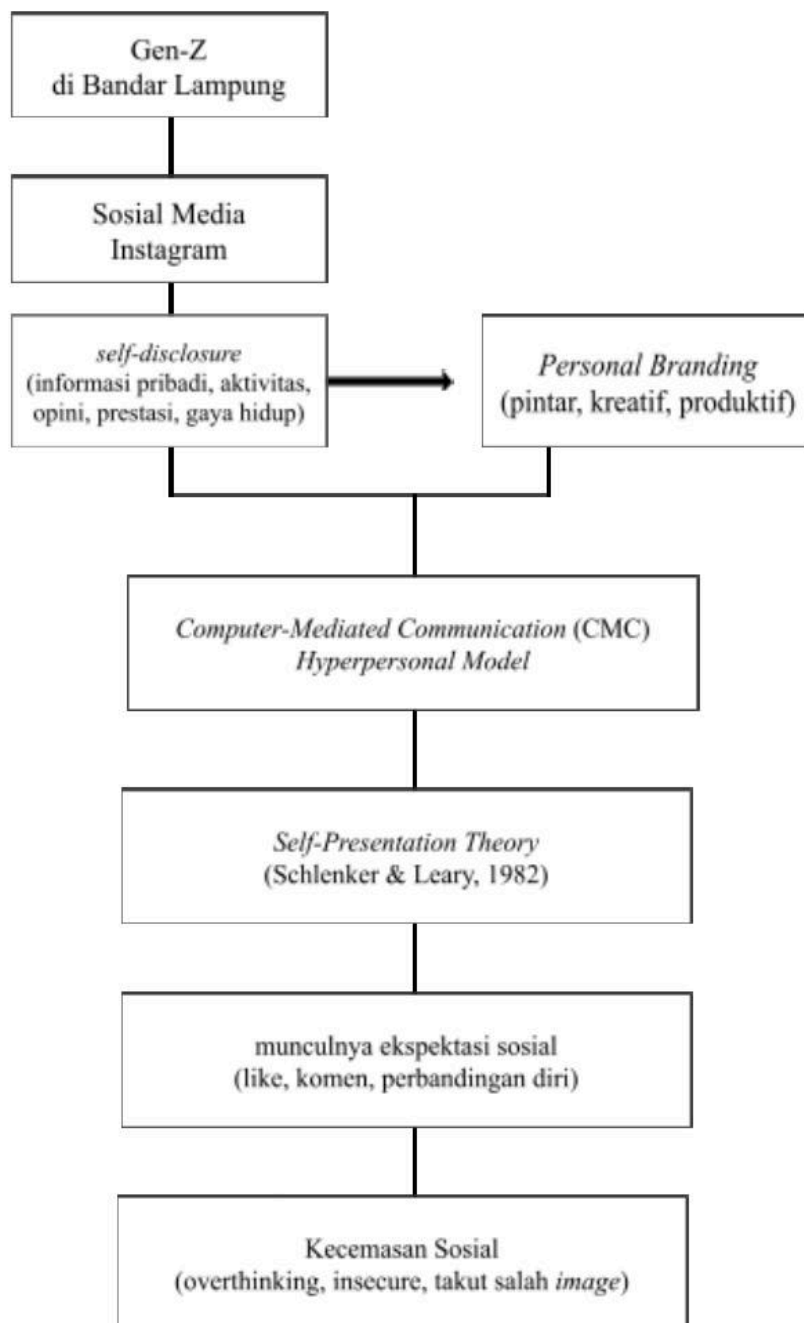 Gen-Z
di Bandar Lampung
Sosial Media
Instagram
self-disclosure
(informasi pribadi, aktivitas,
opini, prestasi, gaya hidup)
Personal Branding
(pintar, kreatif, produktif)
Computer-Mediated Communication (CMC)
Hyperpersonal Model
Self-Presentation Theory
(Schlenker & Leary, 1982)
munculnya ekspektasi sosial
(like, komen, perbandingan diri)
Kecemasan Sosial
(overthinking, insecure, takut salah image)